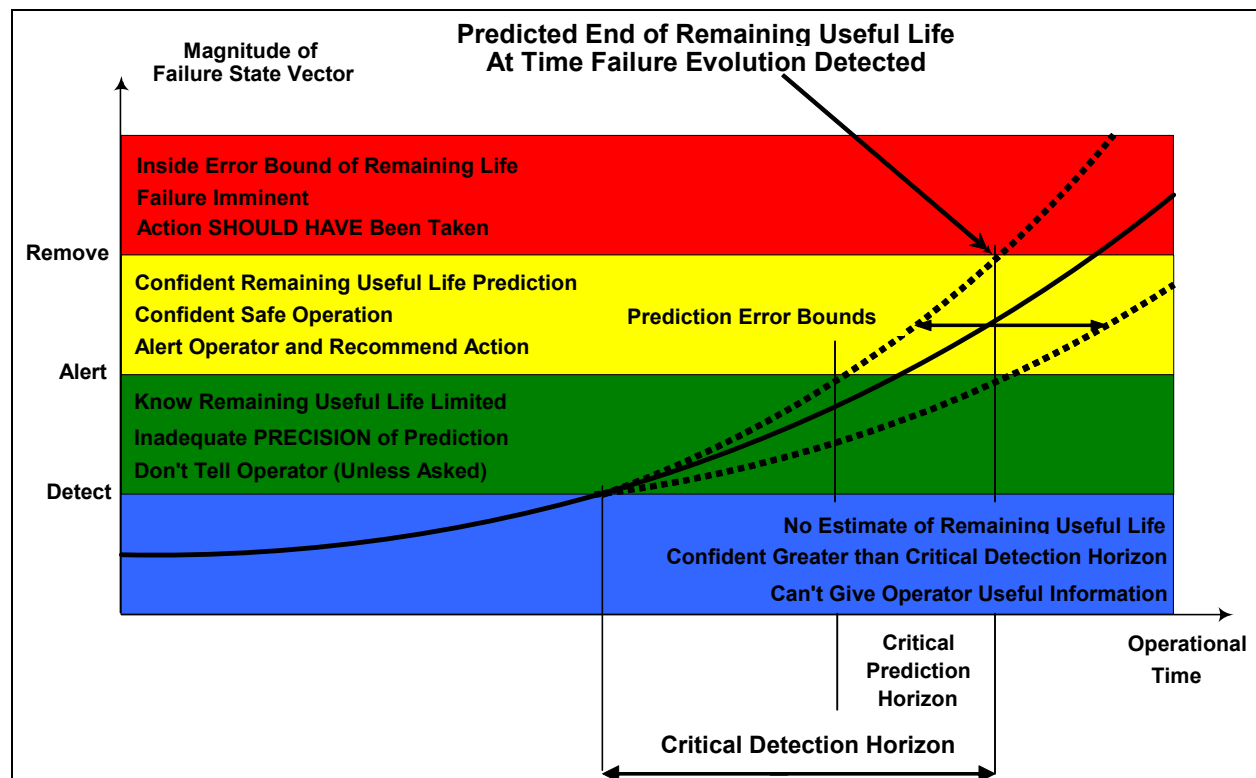 Predicted End of Remaining Useful Life
At Time Failure Evolution Detected
Magnitude of
Failure State Vector
Inside Error Bound of Remaining Life
Failure Imminent
Action SHOULD HAVE Been Taken
Remove
Confident Remaining Useful Life Prediction
Confident Safe Operation
Alert Operator and Recommend Action
Prediction Error Bounds
Alert
Know Remaining Useful Life Limited
Inadequate PRECISION of Prediction
Don't Tell Operator (Unless Asked)
Detect
No Estimate of Remaining Useful Life
Confident Greater than Critical Detection Horizon
Can't Give Operator Useful Information
Operational
Time
Critical
Prediction
Horizon
Critical Detection Horizon